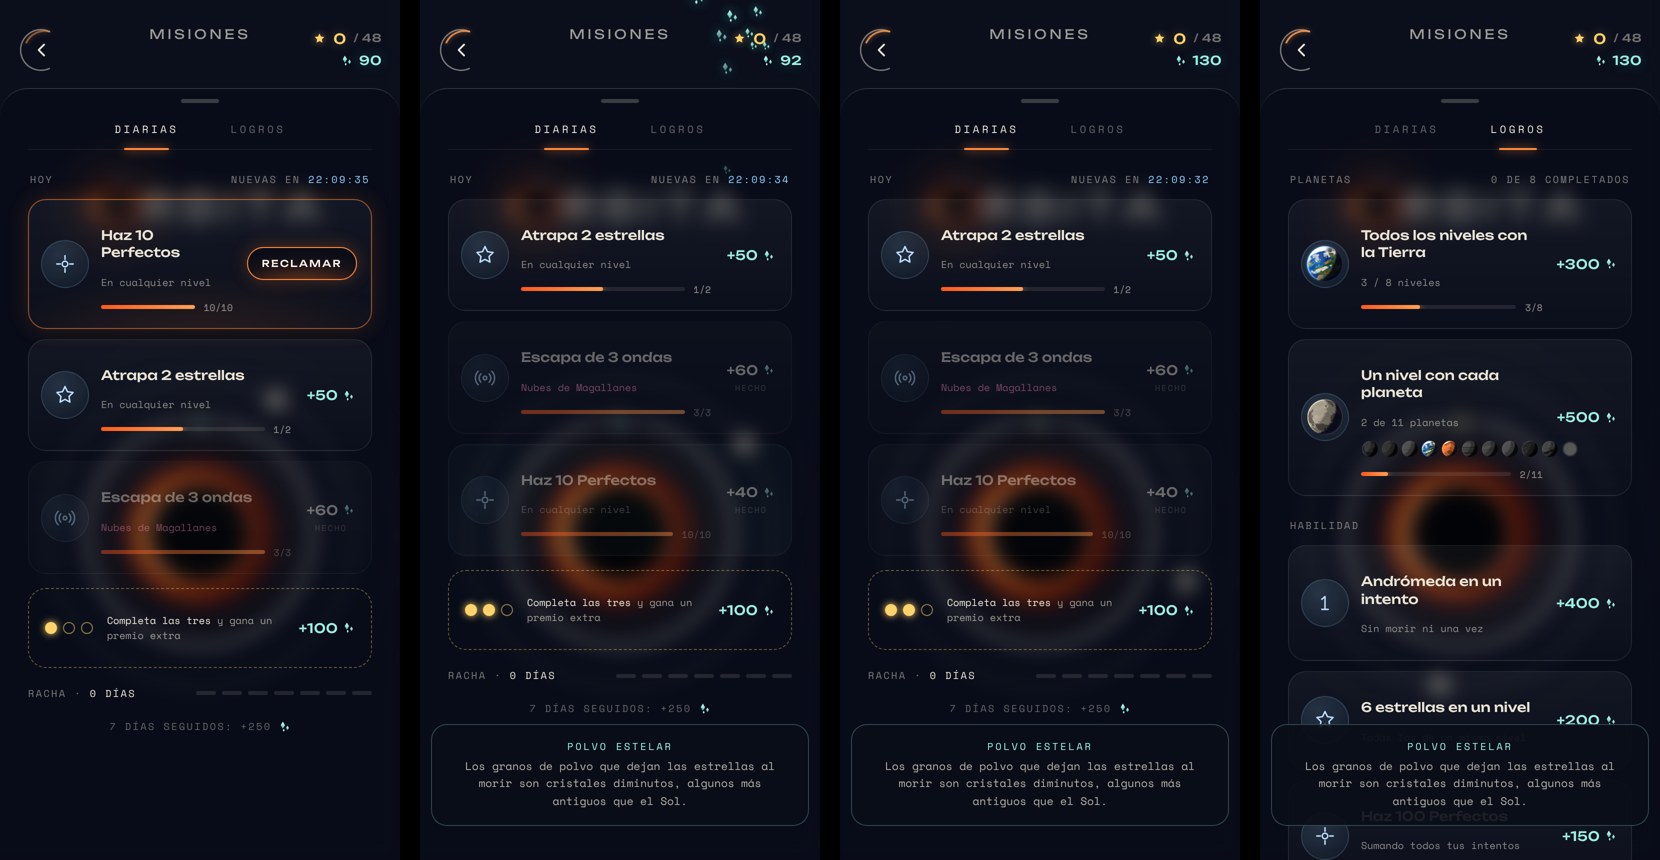 MISIONES
0 / 48
90
DIARIAS LOGROS
HOY NUEVAS EN 22:09:35
Haz 10
Perfectos
En cualquier nivel
RECLAMAR
10/10
Atrapa 2 estrellas
En cualquier nivel
+50
1/2
Escapa de 3 ondas
Nubes de Magallanes
+60
HECHO
3/3
Completa las tres y gana un
premio extra
+100
RACHA · 0 DÍAS
7 DÍAS SEGUIDOS: +250
MISIONES
0 / 48
92
DIARIAS LOGROS
HOY NUEVAS EN 22:09:34
Atrapa 2 estrellas
En cualquier nivel
+50
1/2
Escapa de 3 ondas
Nubes de Magallanes
+60
HECHO
3/3
Haz 10 Perfectos
En cualquier nivel
+40
HECHO
10/10
Completa las tres y gana un
premio extra
+100
RACHA · 0 DÍAS
7 DÍAS SEGUIDOS: +250
POLVO ESTELAR
Los granos de polvo que dejan las estrellas al
morir son cristales diminutos, algunos más
antiguos que el Sol.
MISIONES
0 / 48
130
DIARIAS LOGROS
HOY NUEVAS EN 22:09:32
Atrapa 2 estrellas
En cualquier nivel
+50
1/2
Escapa de 3 ondas
Nubes de Magallanes
+60
HECHO
3/3
Haz 10 Perfectos
En cualquier nivel
+40
HECHO
10/10
Completa las tres y gana un
premio extra
+100
RACHA · 0 DÍAS
7 DÍAS SEGUIDOS: +250
POLVO ESTELAR
Los granos de polvo que dejan las estrellas al
morir son cristales diminutos, algunos más
antiguos que el Sol.
MISIONES
0 / 48
130
DIARIAS LOGROS
PLANETAS 0 DE 8 COMPLETADOS
Todos los niveles con
la Tierra
3 / 8 niveles
+300
3/8
Un nivel con cada
planeta
2 de 11 planetas
+500
2/11
HABILIDAD
1
Andrómeda en un
intento
Sin morir ni una vez
+400
6 estrellas en un nivel
+200
POLVO ESTELAR
Los granos de polvo que dejan las estrellas al
morir son cristales diminutos, algunos más
antiguos que el Sol.
Haz 100 Perfectos
Sumando todos tus intentos
+150